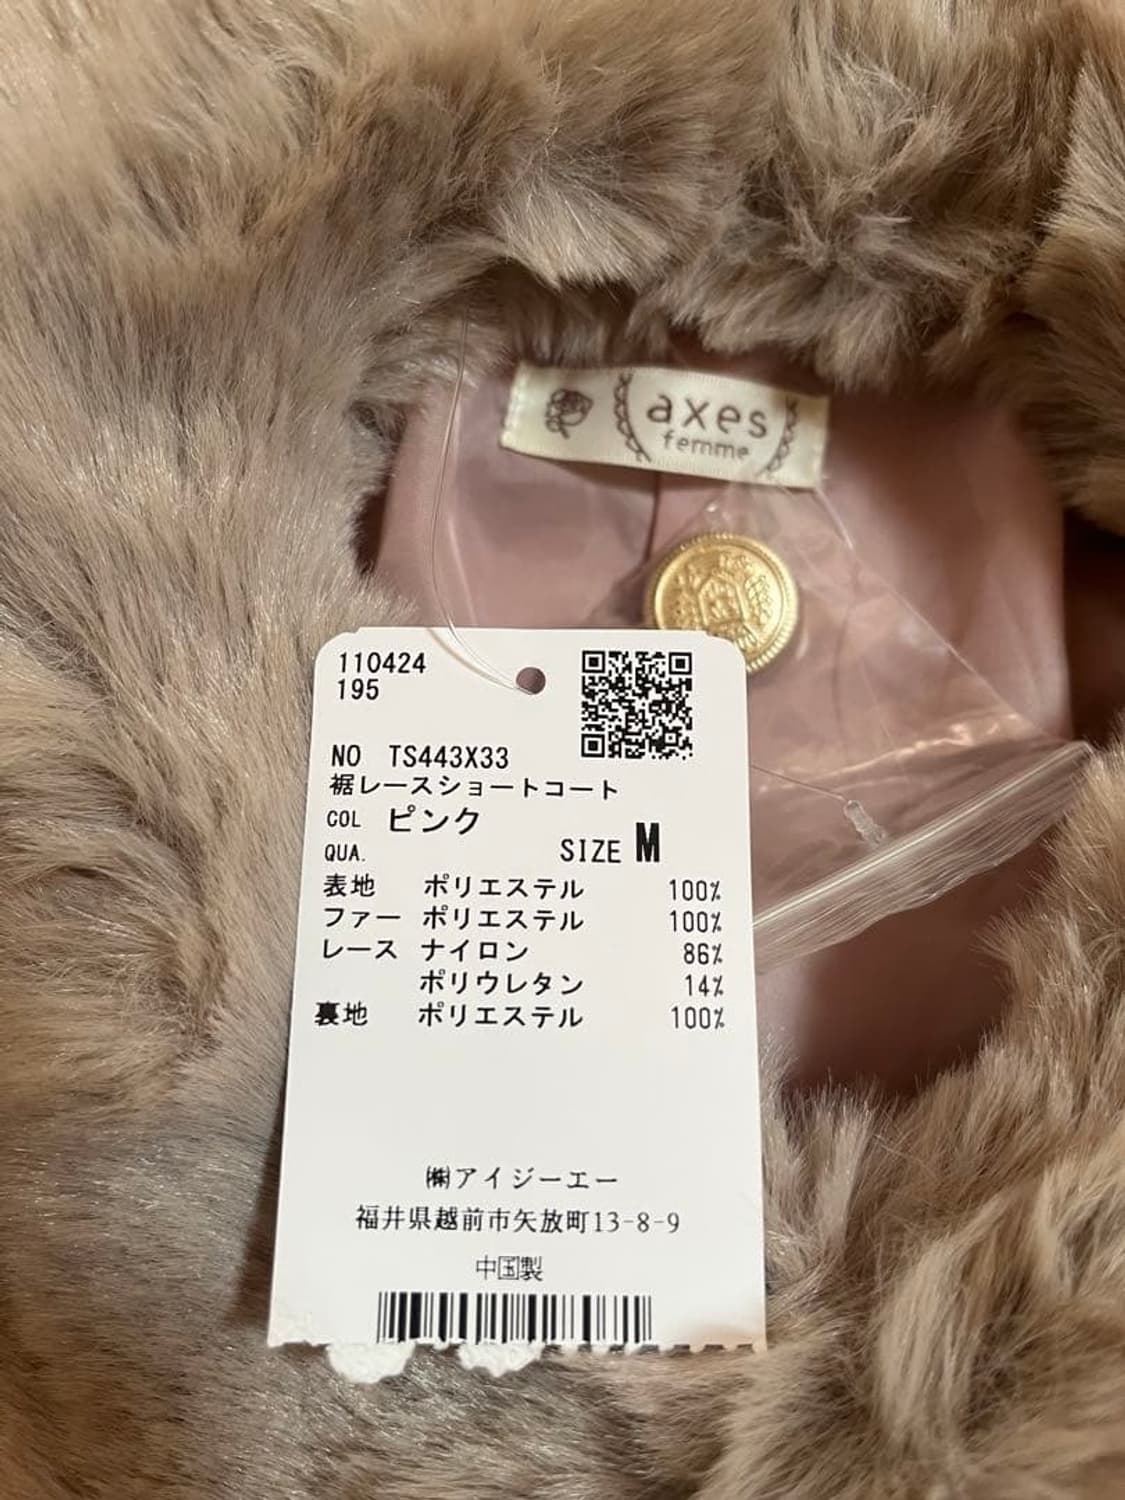 axes
femme
110424
195
NO TS443X33
裾レースショートコート
COL ピンク
QUA. SIZE M
表地 ポリエステル 100%
ファー ポリエステル 100%
レース ナイロン 86%
ポリウレタン 14%
裏地 ポリエステル 100%
㈱アイジーエー
福井県越前市矢放町13-8-9
中国製